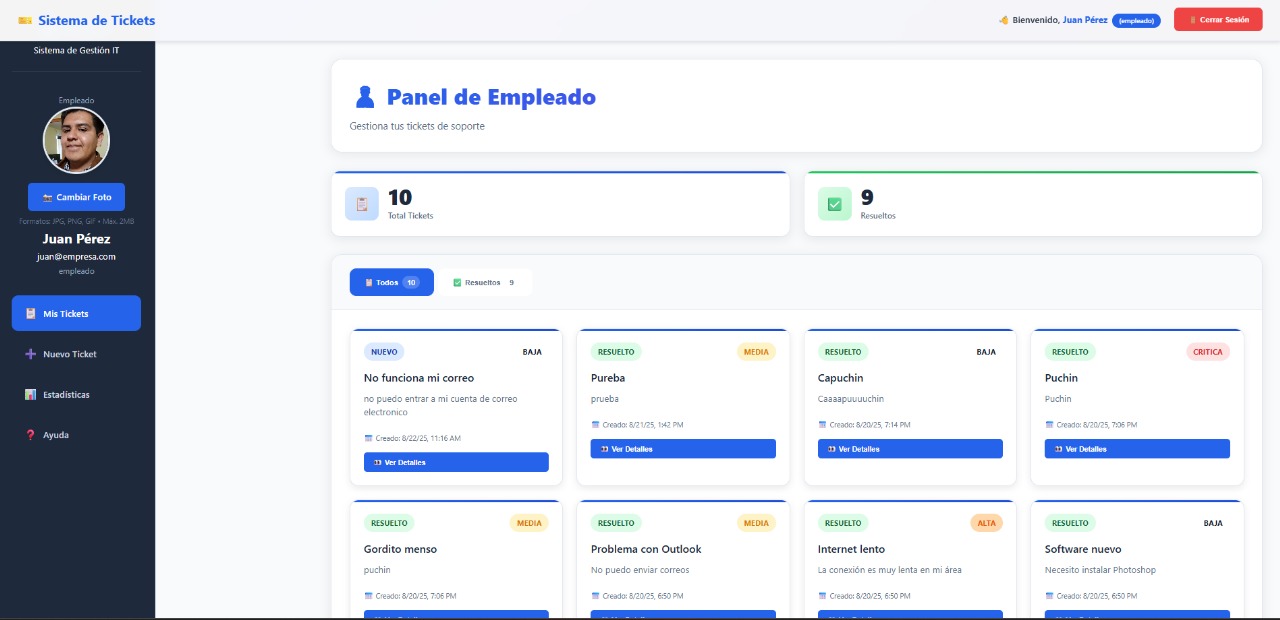 Sistema de Tickets
Bienvenido, Juan Pérez (empleado)
Cerrar Sesión
Sistema de Gestión IT
Empleado
Cambiar Foto
Formatos: JPG, PNG, GIF • Máx. 2MB
Juan Pérez
juan@empresa.com
empleado
Mis Tickets
Nuevo Ticket
Estadísticas
Ayuda
Panel de Empleado
Gestiona tus tickets de soporte
10
Total Tickets
9
Resueltos
Todos 10
Resueltos 9
NUEVO BAJA
No funciona mi correo
no puedo entrar a mi cuenta de correo
electronico
Creado: 8/22/25, 11:16 AM
Ver Detalles
RESUELTO MEDIA
Pureba
prueba
Creado: 8/21/25, 1:42 PM
Ver Detalles
RESUELTO BAJA
Capuchin
Caaaapuuuuchin
Creado: 8/20/25, 7:14 PM
Ver Detalles
RESUELTO CRITICA
Puchin
Puchin
Creado: 8/20/25, 7:06 PM
Ver Detalles
RESUELTO MEDIA
Gordito menso
puchin
Creado: 8/20/25, 7:06 PM
RESUELTO MEDIA
Problema con Outlook
No puedo enviar correos
Creado: 8/20/25, 6:50 PM
RESUELTO ALTA
Internet lento
La conexión es muy lenta en mi área
Creado: 8/20/25, 6:50 PM
RESUELTO BAJA
Software nuevo
Necesito instalar Photoshop
Creado: 8/20/25, 6:50 PM